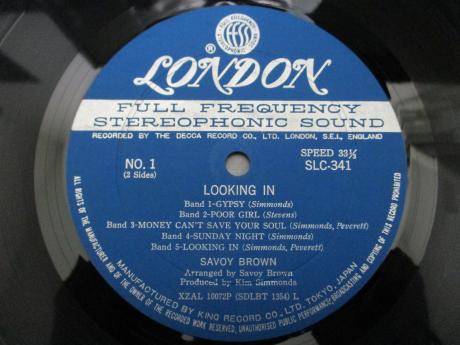 FULL FREQUENCY
ffss
STEREOPHONIC SOUND
®
LONDON
FULL FREQUENCY
STEREOPHONIC SOUND
RECORDED BY THE DECCA RECORD CO., LTD. LONDON, S.E.I., ENGLAND
NO. 1
(2 Sides)
SPEED 33⅓
SLC-341
LOOKING IN
Band 1-GYPSY (Simmonds)
Band 2-POOR GIRL (Stevens)
Band 3-MONEY CAN'T SAVE YOUR SOUL (Simmonds, Peverett)
Band 4-SUNDAY NIGHT (Simmonds)
Band 5-LOOKING IN (Simmonds, Peverett)
SAVOY BROWN
Arranged by Savoy Brown
Produced by Kim Simmonds
XZAL 10072P (SDLBT 1354) L
MANUFACTURED BY KING RECORD CO., LTD., TOKYO, JAPAN
ALL RIGHTS OF THE MANUFACTURER AND OF THE OWNER OF THE RECORDED WORK RESERVED, UNAUTHORISED PUBLIC PERFORMANCE, BROADCASTING AND COPYING OF THIS RECORD PROHIBITED